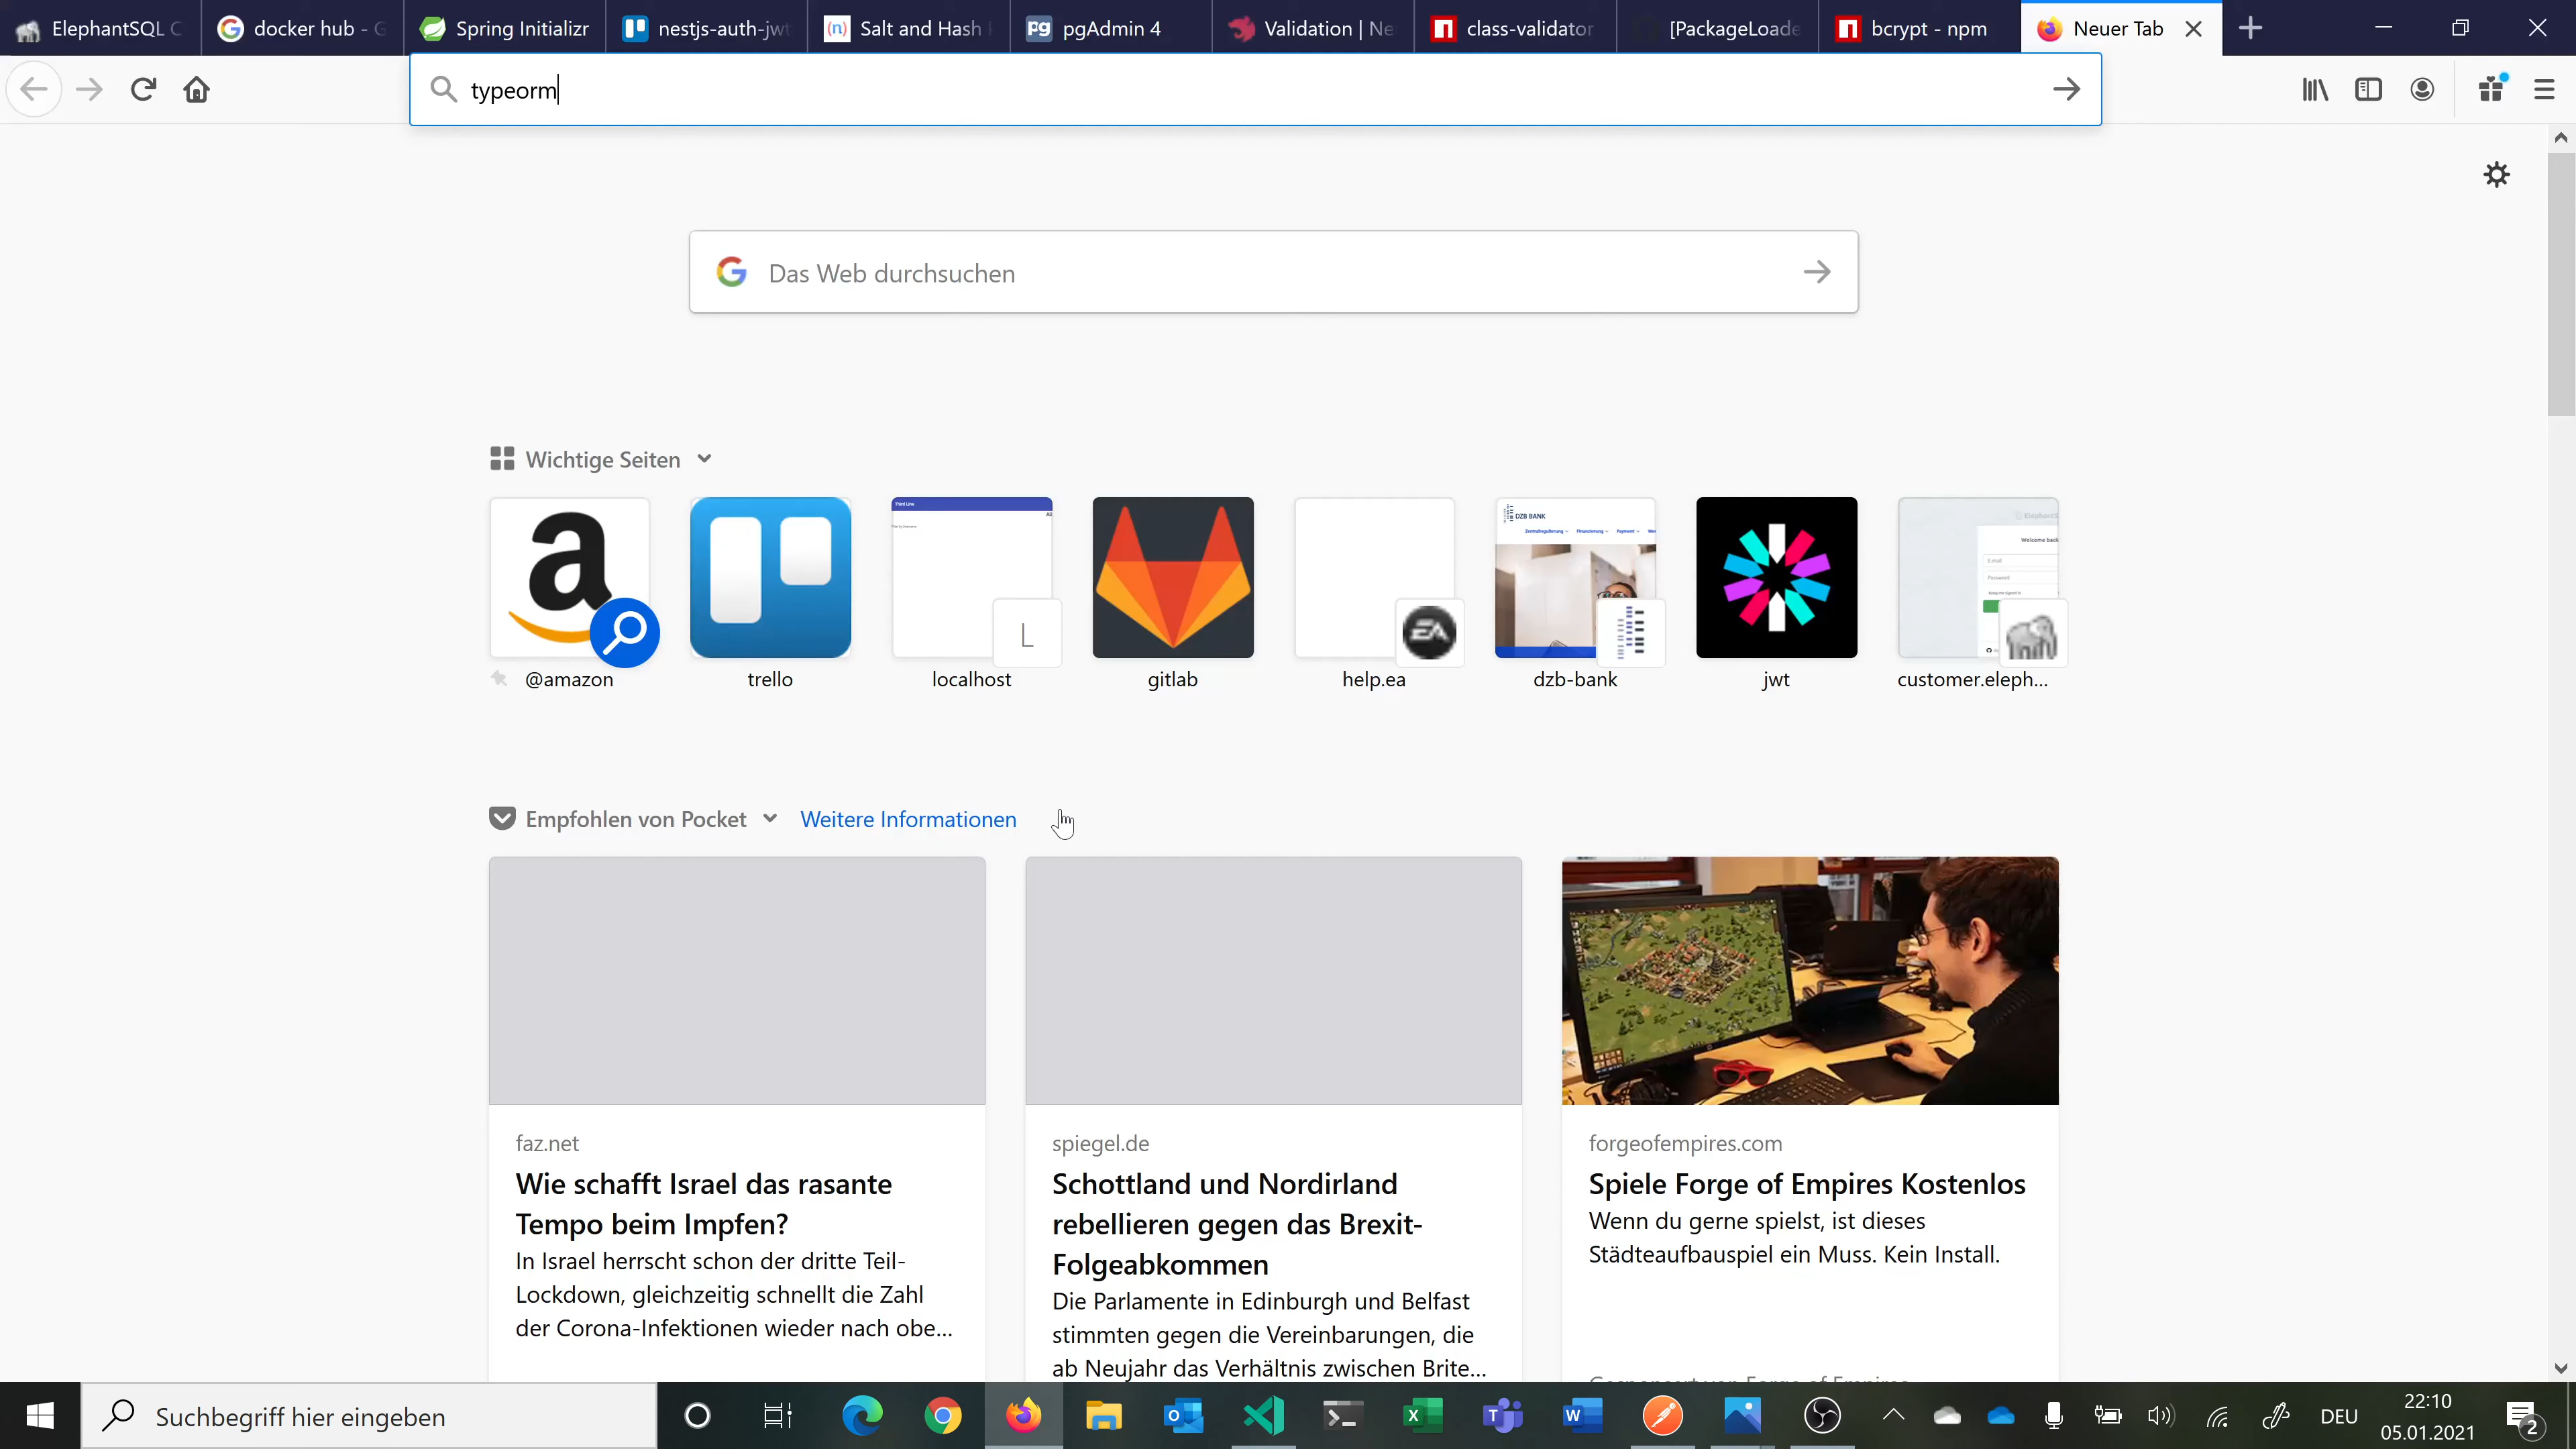 ElephantSQL C
docker hub - G
Spring Initializr
nestjs-auth-jwt
Salt and Hash
pgAdmin 4
Validation | Ne
class-validator
[PackageLoade
bcrypt - npm
Neuer Tab
typeorm
Das Web durchsuchen
Wichtige Seiten
@amazon
trello
L
localhost
gitlab
EA
help.ea
DZB BANK
dzb-bank
jwt
Welcome back
customer.eleph...
Empfohlen von Pocket
Weitere Informationen
faz.net
Wie schafft Israel das rasante
Tempo beim Impfen?
In Israel herrscht schon der dritte Teil-
Lockdown, gleichzeitig schnellt die Zahl
der Corona-Infektionen wieder nach obe...
spiegel.de
Schottland und Nordirland
rebellieren gegen das Brexit-
Folgeabkommen
Die Parlamente in Edinburgh und Belfast
stimmten gegen die Vereinbarungen, die
ab Neujahr das Verhältnis zwischen Brite...
forgeofempires.com
Spiele Forge of Empires Kostenlos
Wenn du gerne spielst, ist dieses
Städteaufbauspiel ein Muss. Kein Install.
Suchbegriff hier eingeben
DEU
22:10
05.01.2021
2